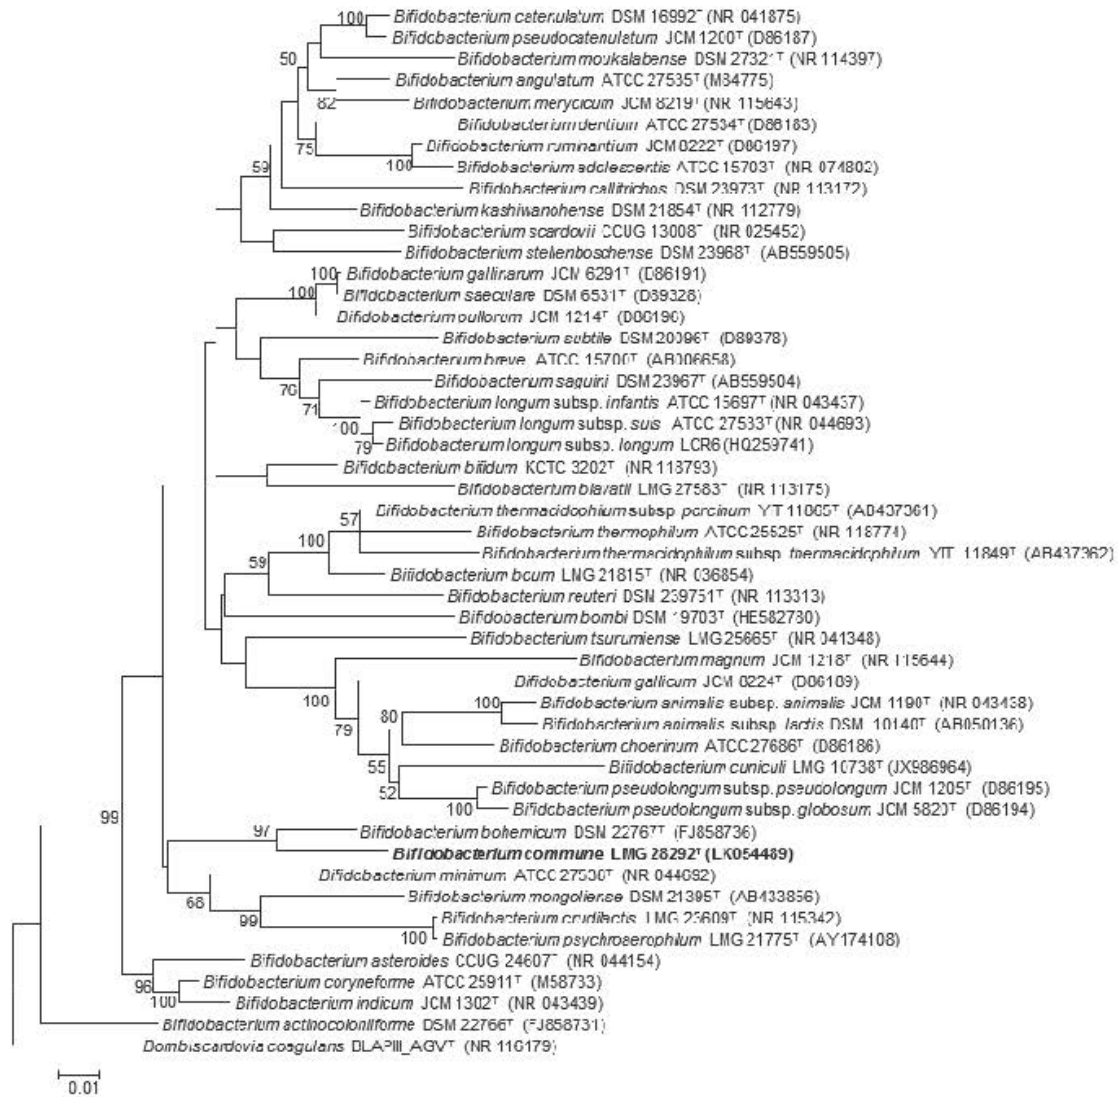 100 Bifidobacterium catenulatum DSM 16992T (NR 041875)
Bifidobacterium pseudocatenulatum JCM 1200T (D86187)
50 Bifidobacterium moukalabense DSM 27321T (NR 114397)
Bifidobacterium angulatum ATCC 27535T (M84775)
82 Bifidobacterium merycicum JCM 8219T (NR 115643)
Bifidobacterium dentium ATCC 27534T (D86183)
75 Bifidobacterium ruminantium JCM 8222T (D86197)
59 100 Bifidobacterium adolescentis ATCC 15703T (NR 074802)
Bifidobacterium callitrichos DSM 23973T (NR 113172)
Bifidobacterium kashiwanohense DSM 21854T (NR 112779)
Bifidobacterium scardovii CCUG 13008T (NR 025452)
Bifidobacterium stellenboschense DSM 23968T (AB559505)
100 Bifidobacterium gallinarum JCM 6291T (D86191)
100 Bifidobacterium saeculare DSM 6531T (D89328)
Bifidobacterium pullorum JCM 1214T (D86196)
Bifidobacterium subtile DSM 20096T (D89378)
Bifidobacterium breve ATCC 15700T (AB006658)
76 Bifidobacterium saguini DSM 23967T (AB559504)
71 Bifidobacterium longum subsp. infantis ATCC 15697T (NR 043437)
100 Bifidobacterium longum subsp. suis ATCC 27533T (NR 044693)
79 Bifidobacterium longum subsp. longum LCR6 (HQ259741)
Bifidobacterium bifidum KCTC 3202T (NR 118793)
Bifidobacterium biavatii LMG 27583T (NR 113175)
57 Bifidobacterium thermacidophilum subsp porcinum YIT 11865T (AB437361)
100 Bifidobacterium thermophilum ATCC 25525T (NR 118774)
59 Bifidobacterium thermacidophilum subsp. thermacidophilum YIT 11849T (AB437362)
Bifidobacterium boum LMG 21815T (NR 036854)
Bifidobacterium reuteri DSM 239751T (NR 113313)
Bifidobacterium bombi DSM 19703T (HE582780)
Bifidobacterium tsurumiense LMG 25665T (NR 041348)
Bifidobacterium magnum JCM 1218T (NR 115644)
100 Bifidobacterium gallicum JCM 8224T (D86189)
100 Bifidobacterium animalis subsp. animalis JCM 1190T (NR 043438)
79 80 Bifidobacterium animalis subsp. lactis DSM 10140T (AB050136)
Bifidobacterium choerinum ATCC 27686T (D86186)
55 Bifidobacterium cuniculi LMG 10738T (JX986964)
52 Bifidobacterium pseudolongum subsp. pseudolongum JCM 1205T (D86195)
99 100 Bifidobacterium pseudolongum subsp. globosum JCM 5820T (D86194)
97 Bifidobacterium bohemicum DSM 22767T (FJ858736)
Bifidobacterium commune LMG 28292T (LK054489)
Bifidobacterium minimum ATCC 27538T (NR 044692)
68 Bifidobacterium mongoliense DSM 21395T (AB433856)
99 Bifidobacterium crudilactis LMG 23609T (NR 115342)
100 Bifidobacterium psychraerophilum LMG 21775T (AY174108)
Bifidobacterium asteroides CCUG 24607T (NR 044154)
96 Bifidobacterium coryneforme ATCC 25911T (M58733)
100 Bifidobacterium indicum JCM 1302T (NR 043439)
Bifidobacterium actinocoloniiforme DSM 22766T (FJ858731)
Bombiscardovia coagulans BLAPIII_AGVT (NR 116179)
0.01